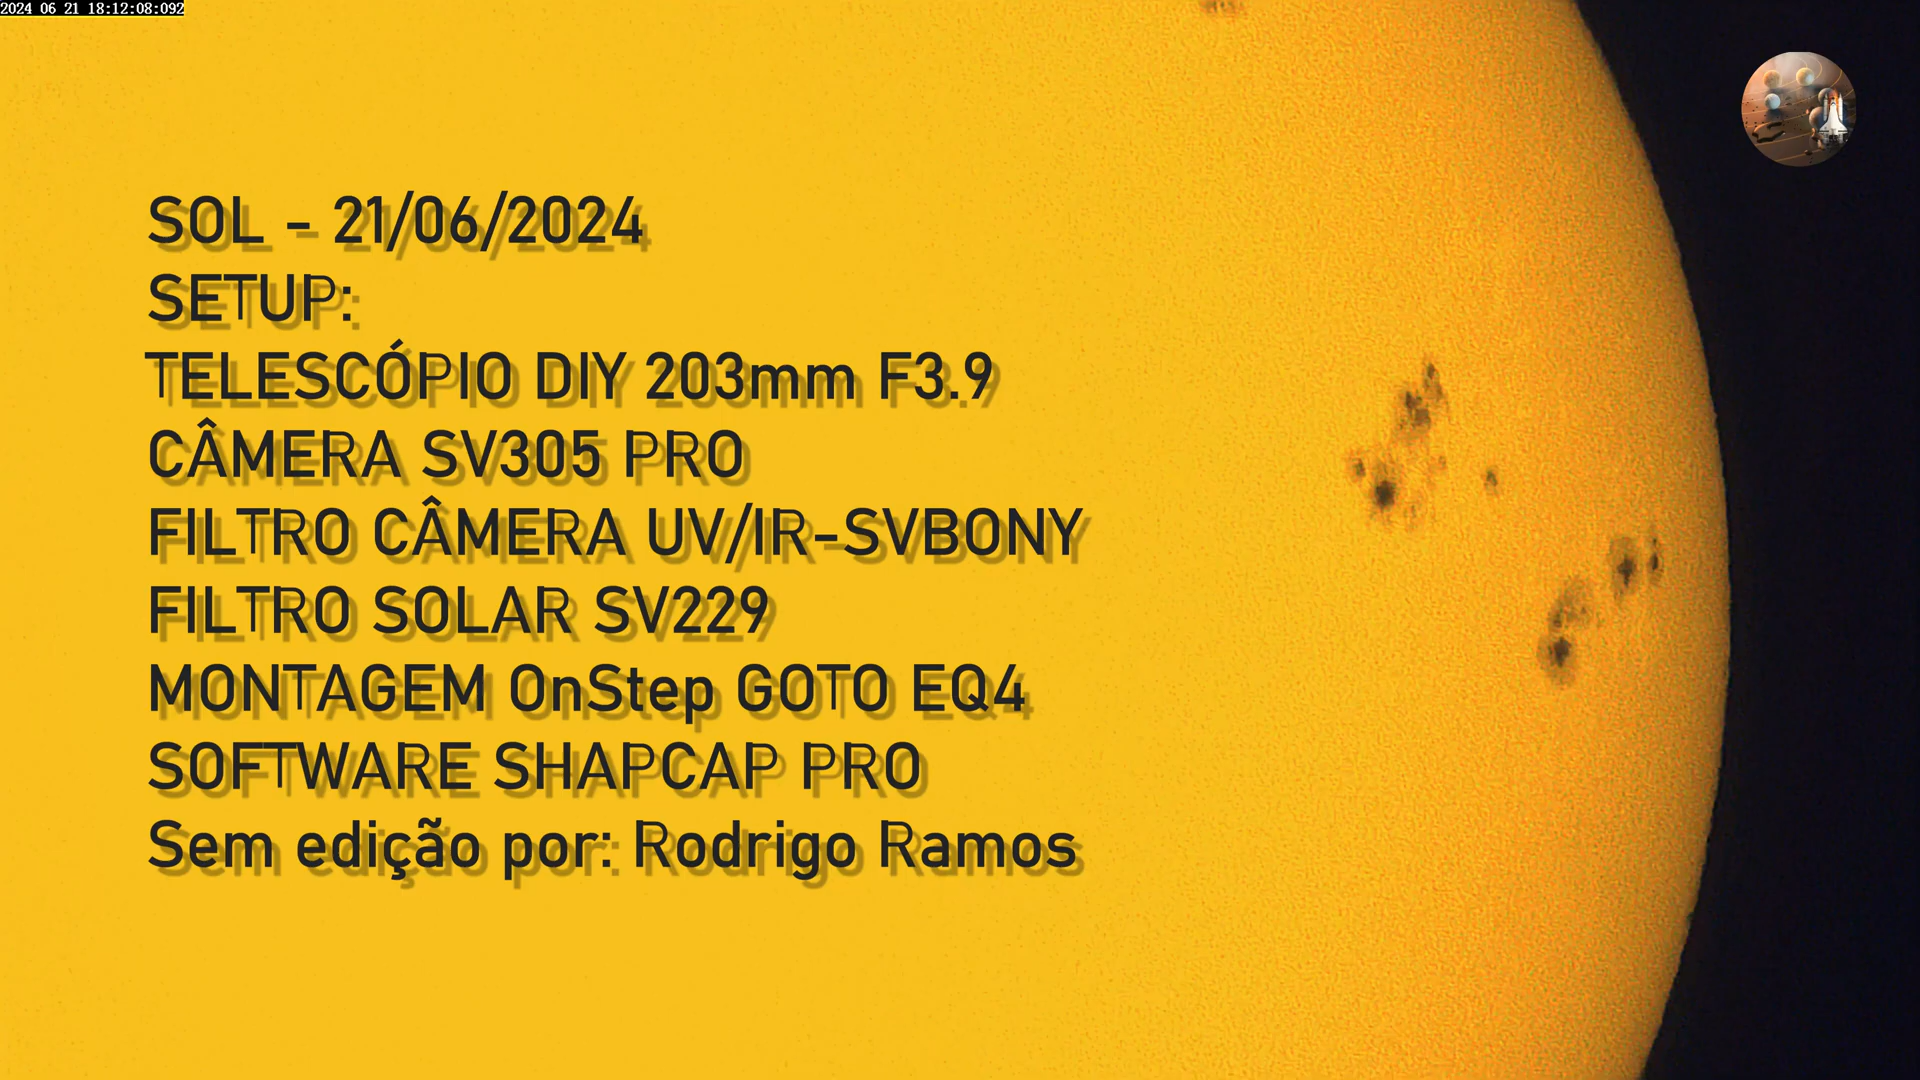 2024 06 21 18:12:08:092
SOL - 21/06/2024
SETUP:
TELESCÓPIO DIY 203mm F3.9
CÂMERA SV305 PRO
FILTRO CÂMERA UV/IR-SVBONY
FILTRO SOLAR SV229
MONTAGEM OnStep GOTO EQ4
SOFTWARE SHAPCAP PRO
Sem edição por: Rodrigo Ramos